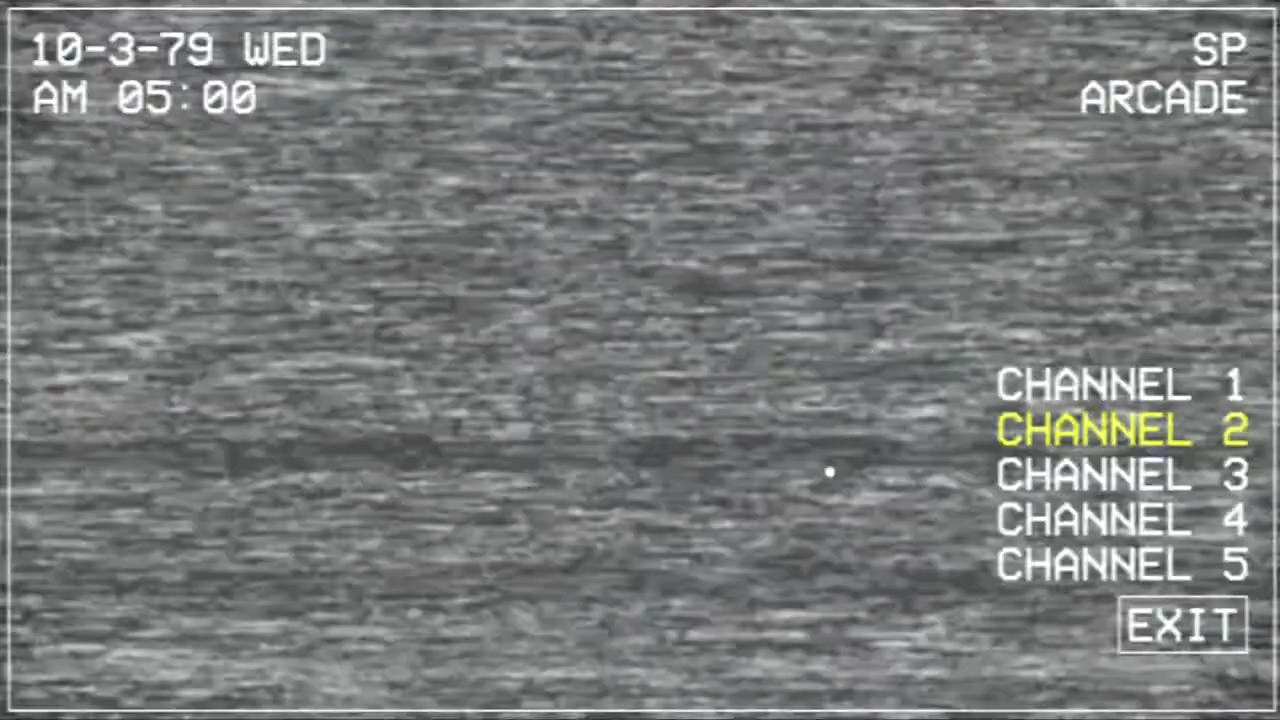 10-3-79 WED
AM 05:00
SP
ARCADE
CHANNEL 1
CHANNEL 2
CHANNEL 3
CHANNEL 4
CHANNEL 5
EXIT